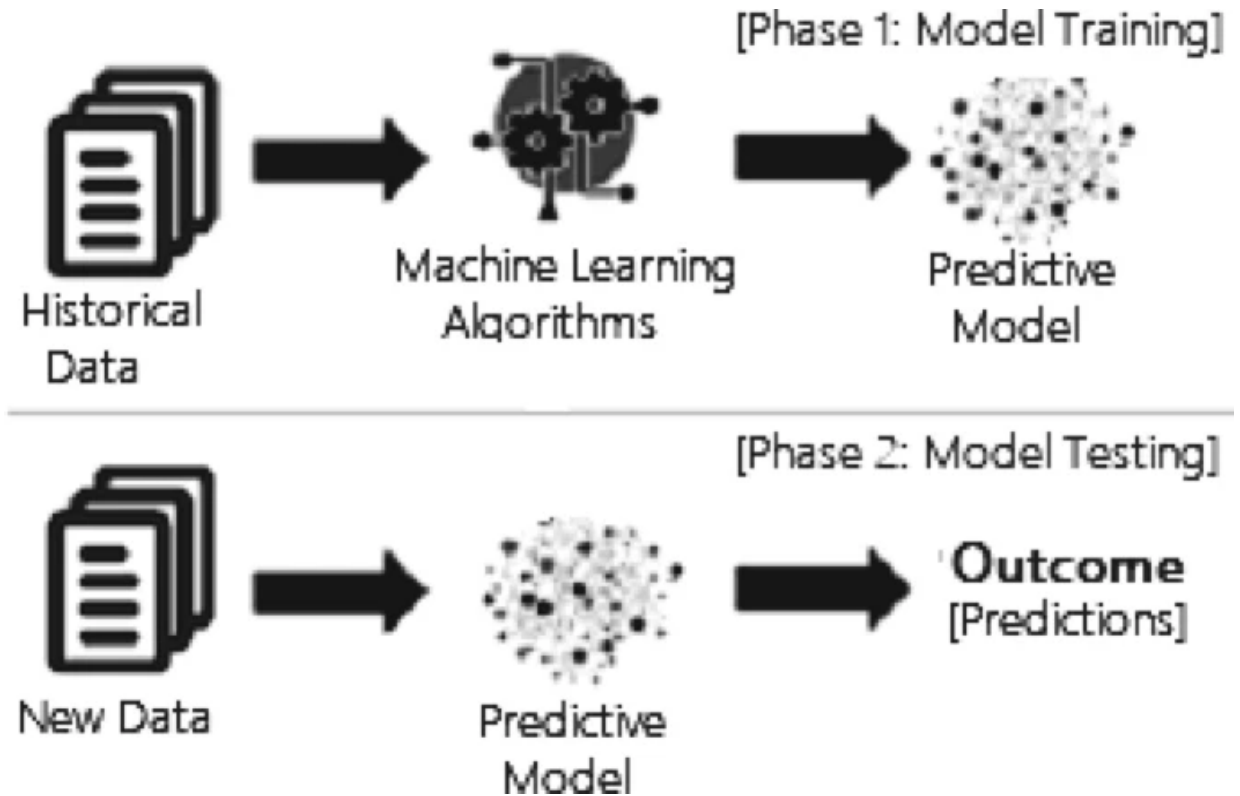 [Phase 1: Model Training]
Historical
Data
Machine Learning
Algorithms
Predictive
Model
[Phase 2: Model Testing]
New Data
Predictive
Model
Outcome
[Predictions]